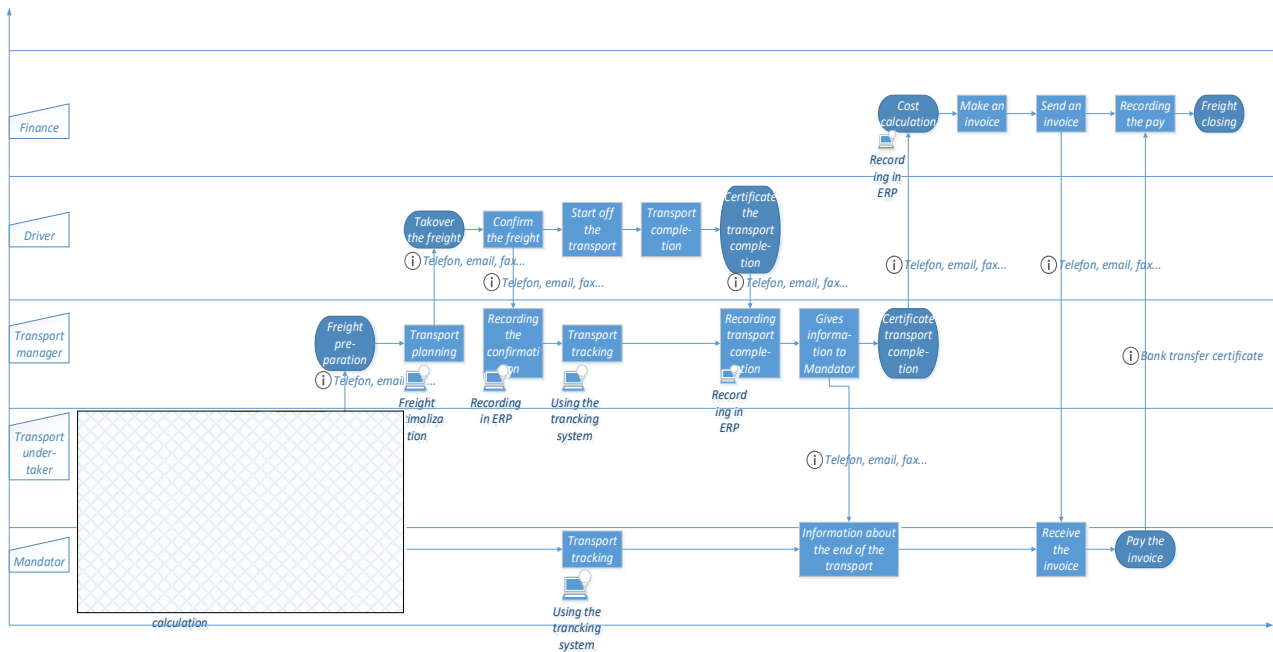 Finance
Cost
calculation
Make an
invoice
Send an
invoice
Recording
the pay
Freight
closing
Record
ing in
ERP
Driver
Takover
the freight
Confirm
the freight
Start off
the
transport
Transport
comple-
tion
Certificate
the
transport
comple-
tion
Telefon, email, fax...
Telefon, email, fax...
Telefon, email, fax...
Telefon, email, fax...
Telefon, email, fax...
Transport
manager
Freight
pre-
paration
Transport
planning
Recording
the
confirmati
on
Transport
tracking
Recording
transport
comple-
tion
Gives
informa-
tion to
Mandator
Certificate
transport
comple-
tion
Bank transfer certificate
Telefon, email
Freight
tion
Recording
in ERP
Using the
trancking
system
Record
ing in
ERP
Transport
under-
taker
Telefon, email, fax...
Mandator
Transport
tracking
Information about
the end of the
transport
Receive
the
invoice
Pay the
invoice
Using the
trancking
system
calculation